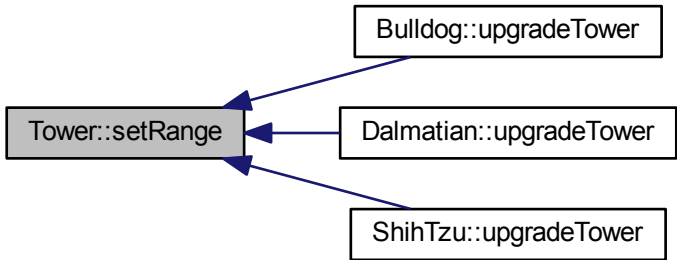 Bulldog::upgradeTower
Tower::setRange
Dalmatian::upgradeTower
ShihTzu::upgradeTower